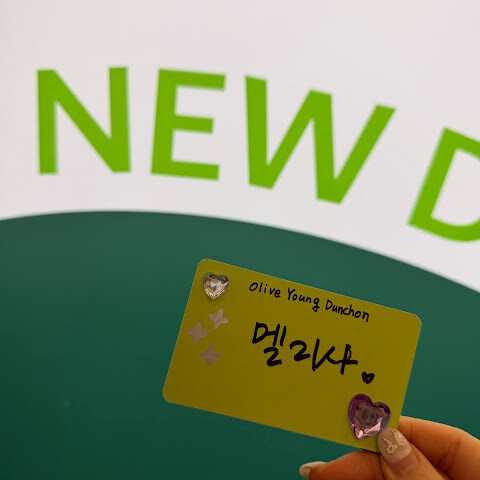 NEW D
Olive Young Dunchon
멜리사